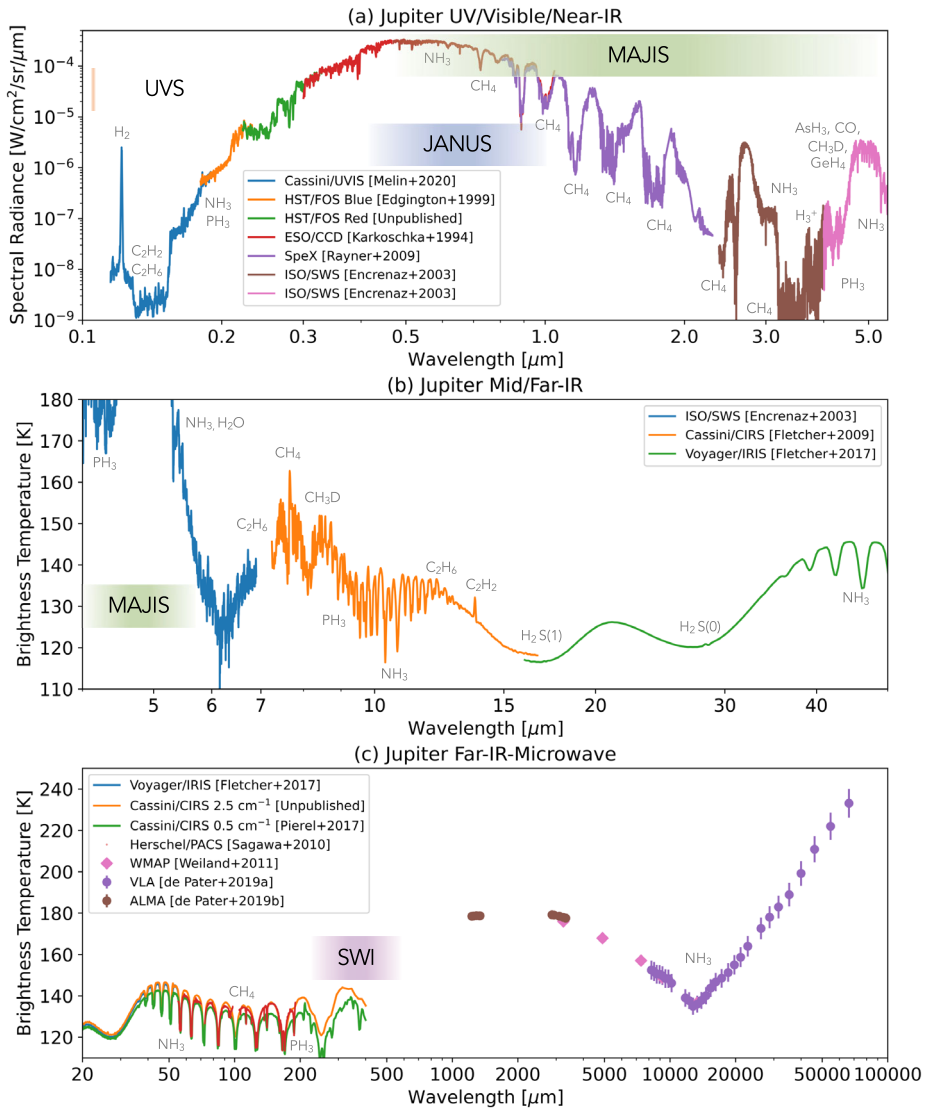 (a) Jupiter UV/Visible/Near-IR
Spectral Radiance [W/cm²/sr/μm]
10⁻⁴
10⁻⁵
10⁻⁶
10⁻⁷
10⁻⁸
10⁻⁹
UVS
MAJIS
JANUS
H₂
C₂H₂
C₂H₆
NH₃
PH₃
NH₃
CH₄
CH₄
CH₄
CH₄
CH₄
CH₄
CH₄
NH₃
H₃⁺
AsH₃, CO,
CH₃D,
GeH₄
NH₃
PH₃
Cassini/UVIS [Melin+2020]
HST/FOS Blue [Edgington+1999]
HST/FOS Red [Unpublished]
ESO/CCD [Karkoschka+1994]
SpeX [Rayner+2009]
ISO/SWS [Encrenaz+2003]
ISO/SWS [Encrenaz+2003]
0.1 0.2 0.3 0.5 1.0 2.0 3.0 5.0
Wavelength [μm]
(b) Jupiter Mid/Far-IR
Brightness Temperature [K]
180
170
160
150
140
130
120
110
ISO/SWS [Encrenaz+2003]
Cassini/CIRS [Fletcher+2009]
Voyager/IRIS [Fletcher+2017]
PH₃
NH₃, H₂O
CH₄
C₂H₆
CH₃D
MAJIS
PH₃
NH₃
C₂H₆
C₂H₂
H₂ S(1)
H₂ S(0)
NH₃
5 6 7 10 15 20 30 40
Wavelength [μm]
(c) Jupiter Far-IR-Microwave
Brightness Temperature [K]
240
220
200
180
160
140
120
Voyager/IRIS [Fletcher+2017]
Cassini/CIRS 2.5 cm⁻¹ [Unpublished]
Cassini/CIRS 0.5 cm⁻¹ [Pierel+2017]
Herschel/PACS [Sagawa+2010]
WMAP [Weiland+2011]
VLA [de Pater+2019a]
ALMA [de Pater+2019b]
SWI
CH₄
NH₃
PH₃
NH₃
20 50 100 200 500 1000 2000 5000 10000 20000 50000 100000
Wavelength [μm]